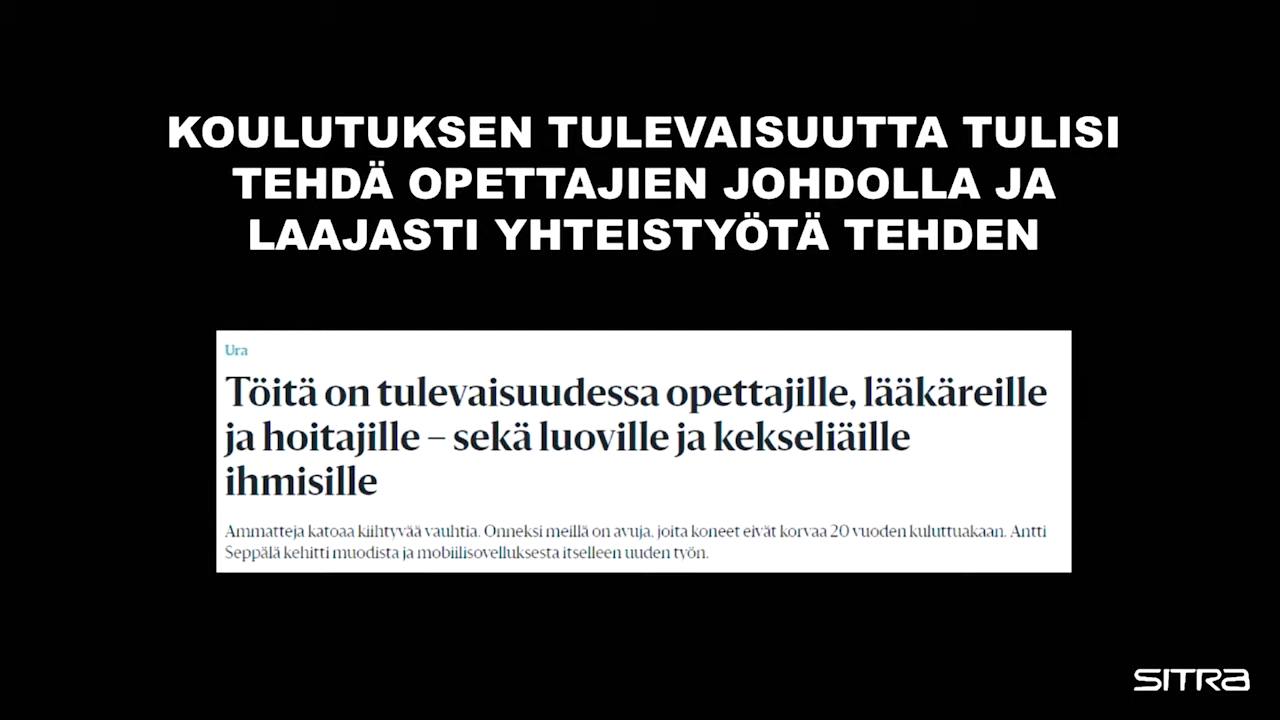 KOULUTUKSEN TULEVAISUUTTA TULISI
TEHDÄ OPETTAJIEN JOHDOLLA JA
LAAJASTI YHTEISTYÖTÄ TEHDEN
Ura
Töitä on tulevaisuudessa opettajille, lääkäreille
ja hoitajille – sekä luoville ja kekseliäille
ihmisille
Ammatteja katoaa kiihtyvää vauhtia. Onneksi meillä on avuja, joita koneet eivät korvaa 20 vuoden kuluttuakaan. Antti
Seppälä kehitti muodista ja mobiilisovelluksesta itselleen uuden työn.
SITRA